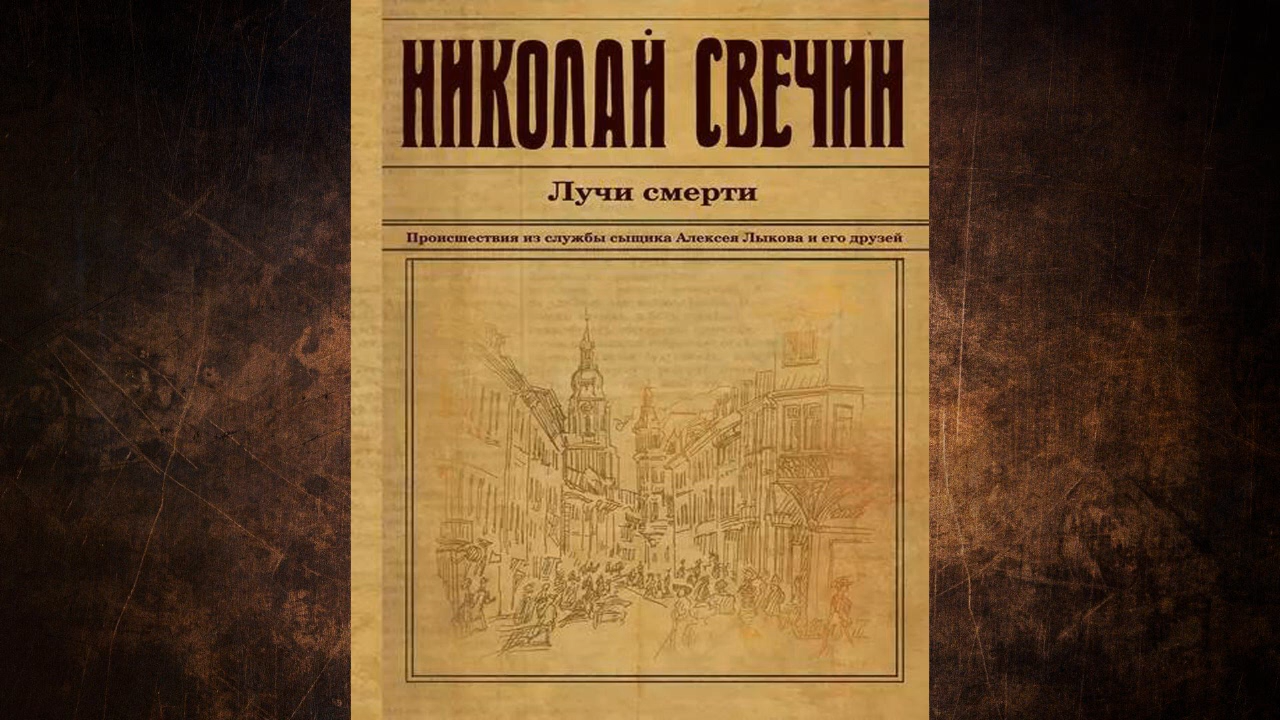 НИКОЛАЙ СВЕЧИН
Лучи смерти
Происшествия из службы сыщика Алексея Лыкова и его друзей